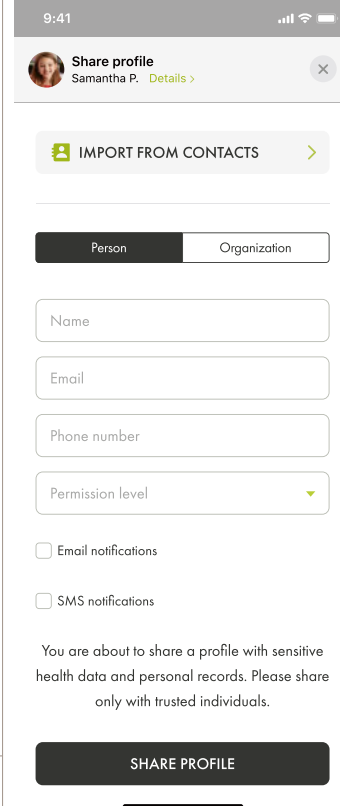 9:41
Share profile
Samantha P. Details >
IMPORT FROM CONTACTS
Person Organization
Name
Email
Phone number
Permission level
Email notifications
SMS notifications
You are about to share a profile with sensitive
health data and personal records. Please share
only with trusted individuals.
SHARE PROFILE